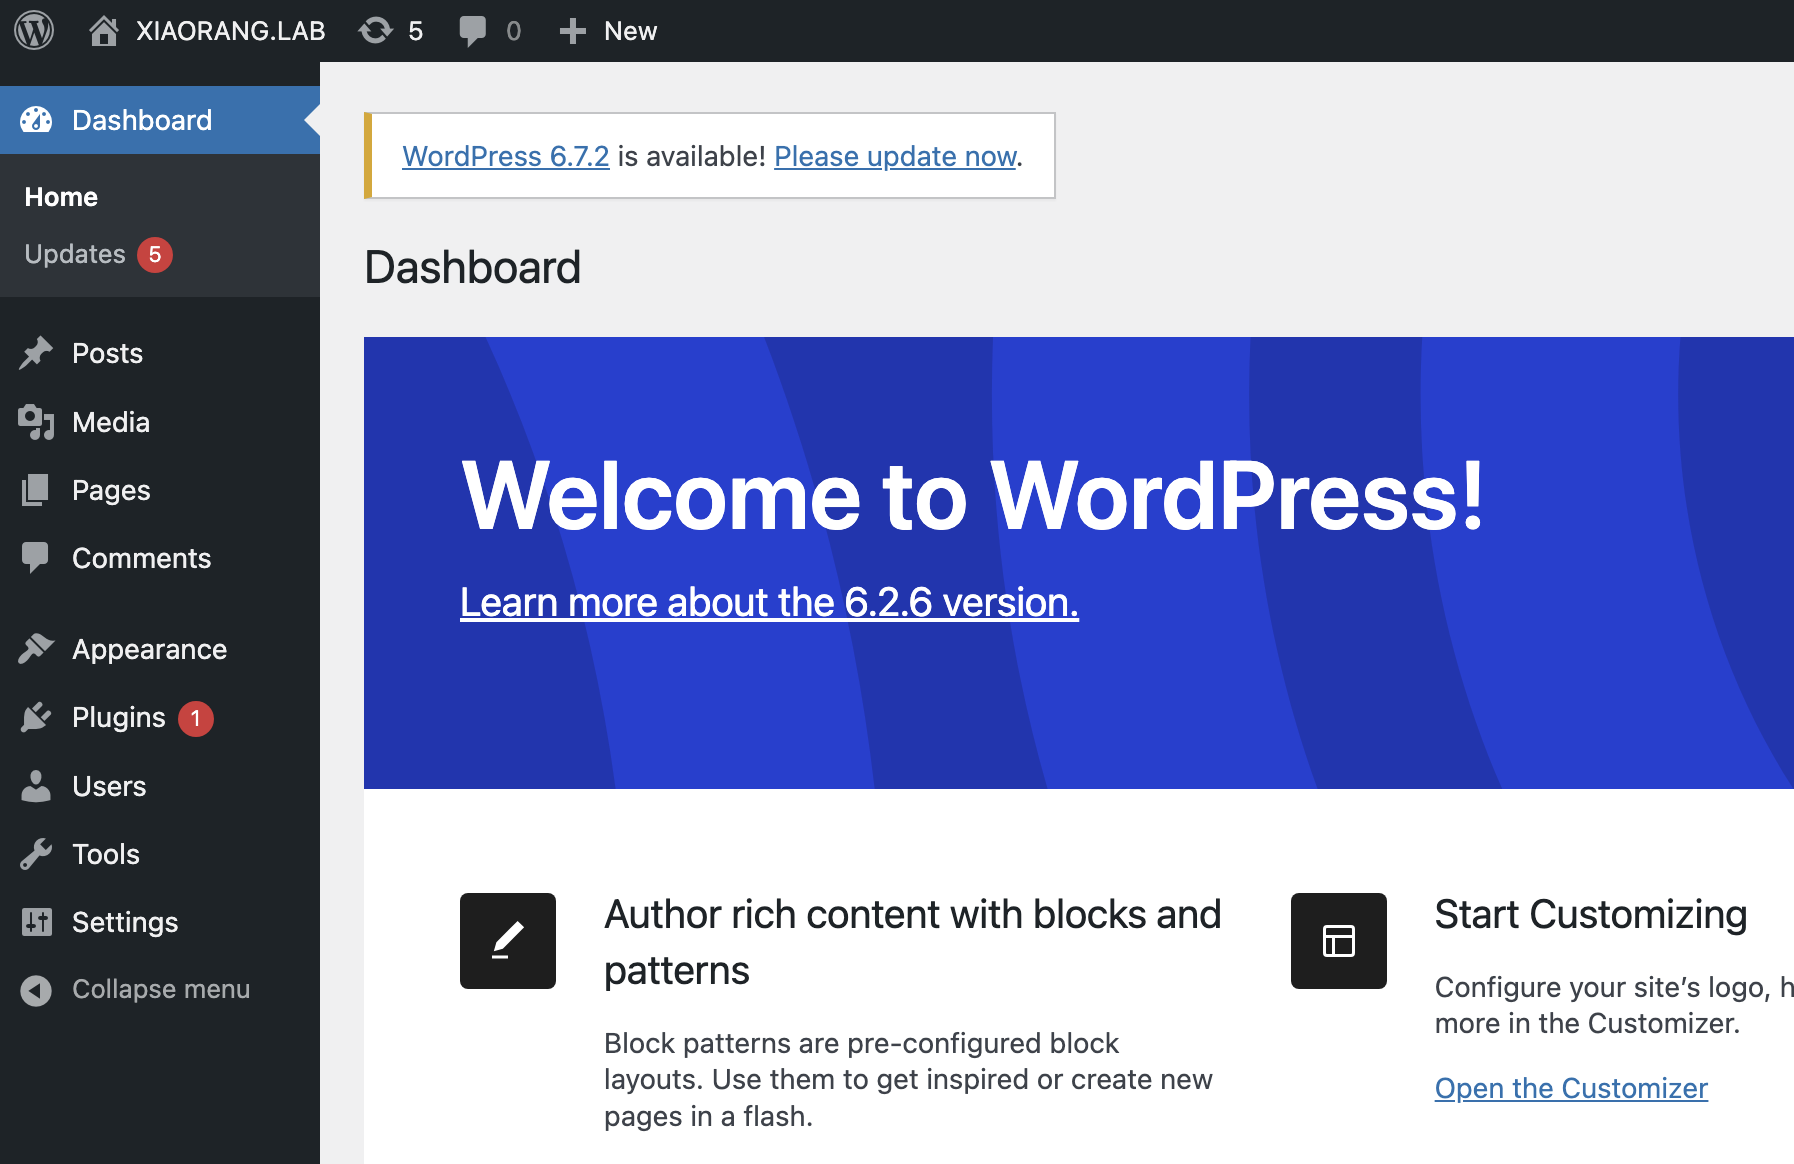 XIAORANG.LAB 5 0 New
Dashboard
Home
Updates 5
Posts
Media
Pages
Comments
Appearance
Plugins 1
Users
Tools
Settings
Collapse menu
WordPress 6.7.2 is available! Please update now.
Dashboard
Welcome to WordPress!
Learn more about the 6.2.6 version.
Author rich content with blocks and
patterns
Block patterns are pre-configured block
layouts. Use them to get inspired or create new
pages in a flash.
Start Customizing
Configure your site’s logo, h
more in the Customizer.
Open the Customizer